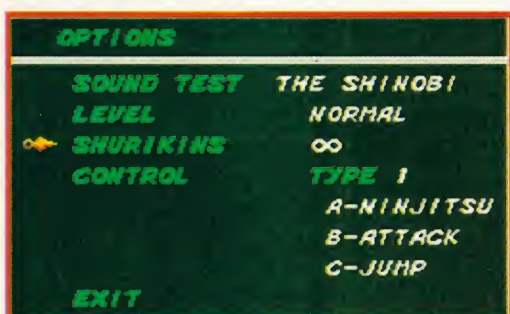 OPTIONS
SOUND TEST THE SHINOBI
LEVEL NORMAL
SHURIKINS ∞
CONTROL TYPE 1
A-NINJITSU
B-ATTACK
C-JUMP
EXIT